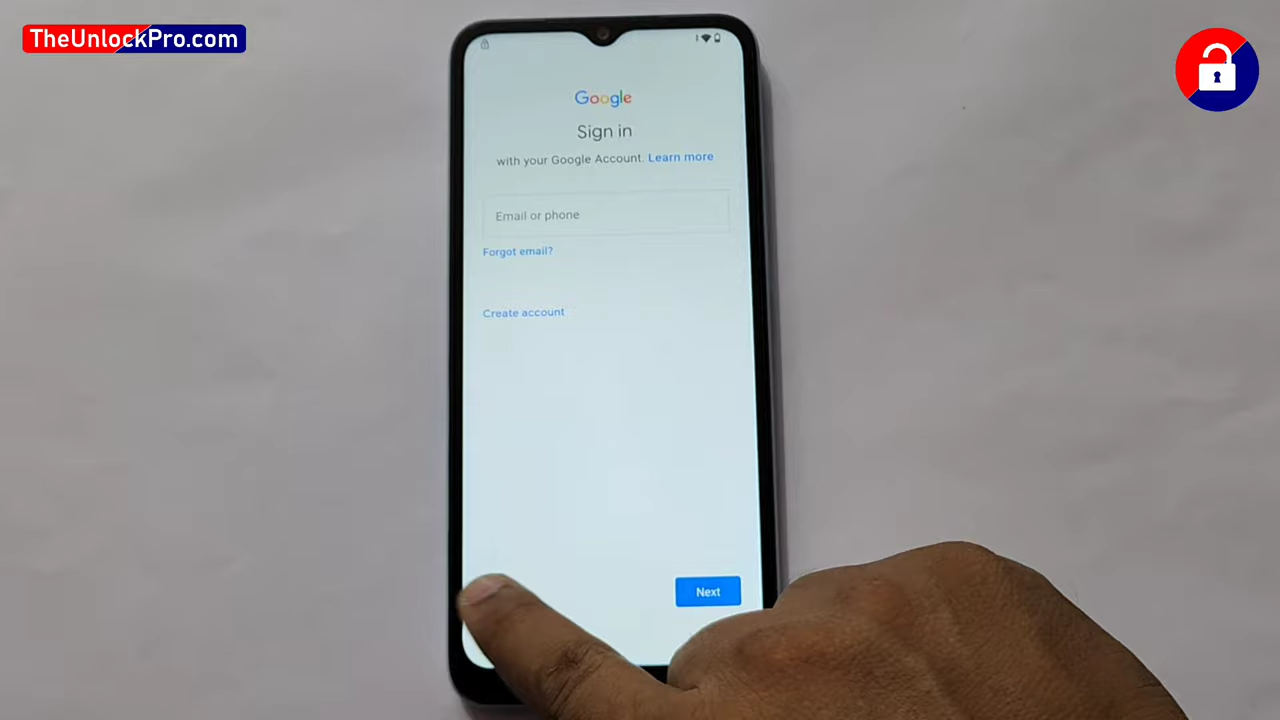 TheUnlockPro.com
Google
Sign in
with your Google Account. Learn more
Email or phone
Forgot email?
Create account
Next